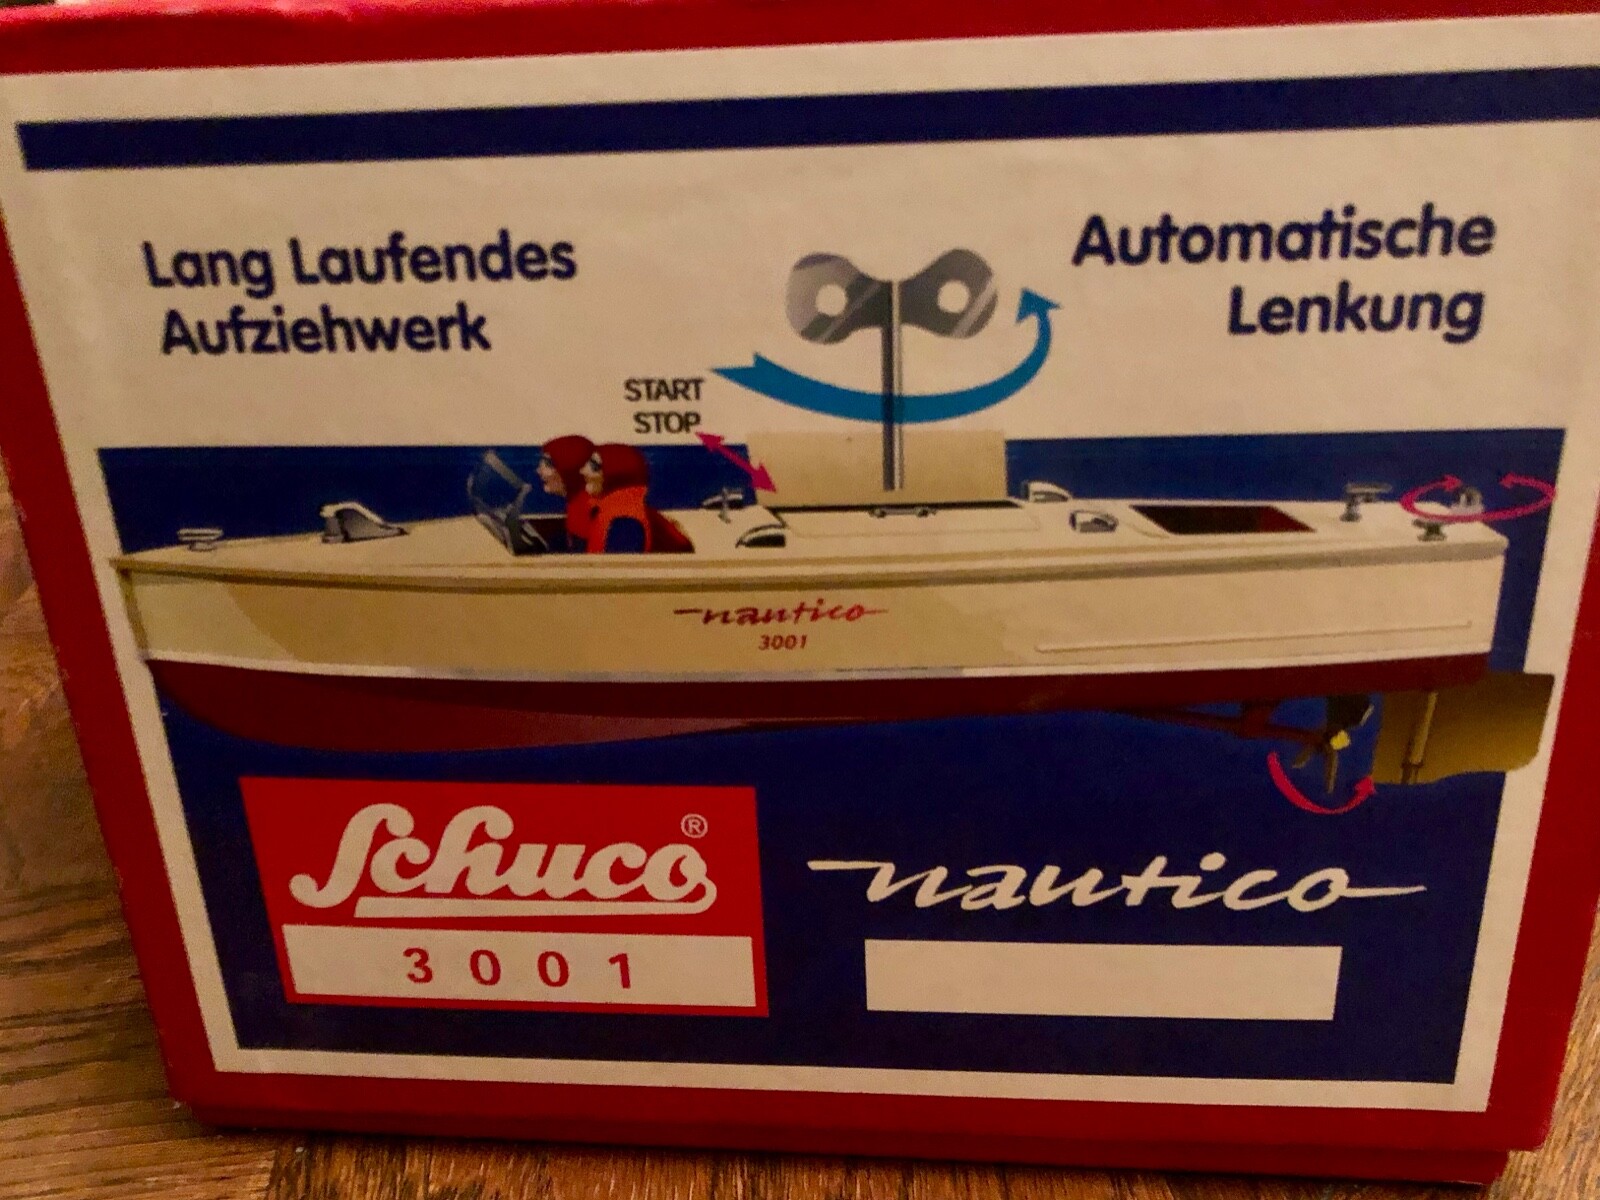 Lang Laufendes
Aufziehwerk
Automatische
Lenkung
START
STOP
nautico
3001
Schuco®
3001
nautico